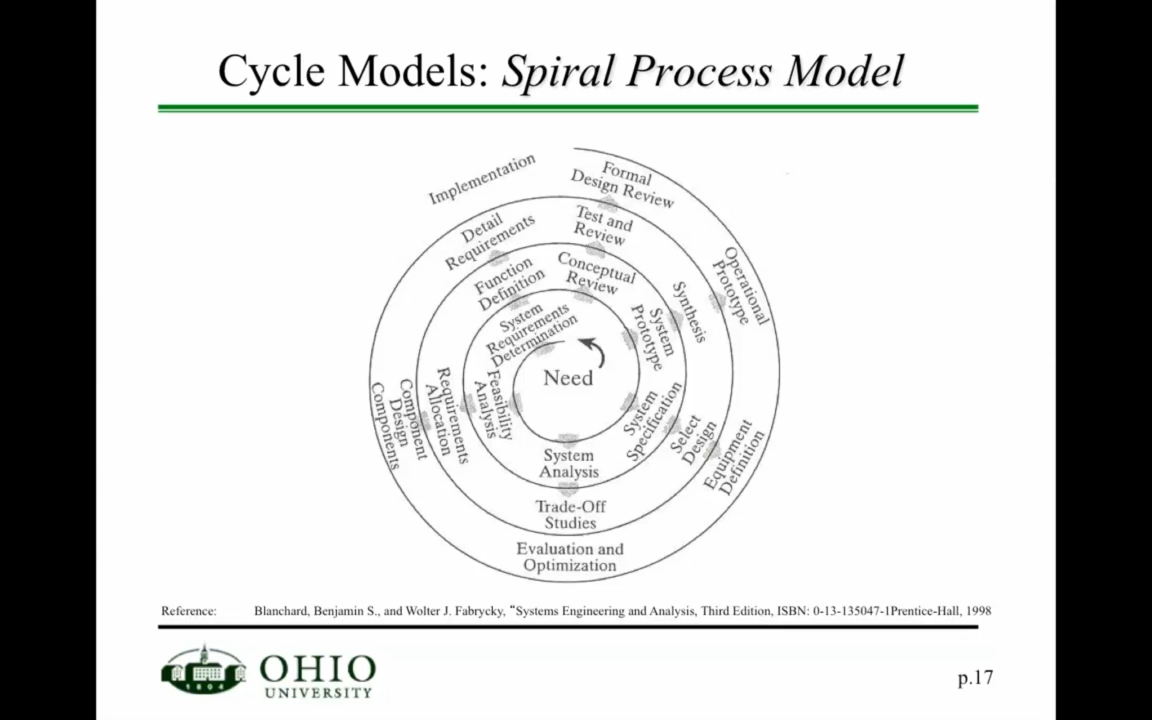 Cycle Models: Spiral Process Model
Implementation
Formal
Design Review
Detail
Requirements
Test and
Review
Function
Definition
Conceptual
Review
System
Requirements
Determination
System
Prototype
Synthesis
Operational
Prototype
Need
Feasibility
Analysis
Requirements
Allocation
Component
Design
Components
System
Specification
Select
Design
Equipment
Definition
System
Analysis
Trade-Off
Studies
Evaluation and
Optimization
Reference: Blanchard, Benjamin S., and Wolter J. Fabrycky, “Systems Engineering and Analysis, Third Edition, ISBN: 0-13-135047-1Prentice-Hall, 1998
1804
OHIO
UNIVERSITY
p.17